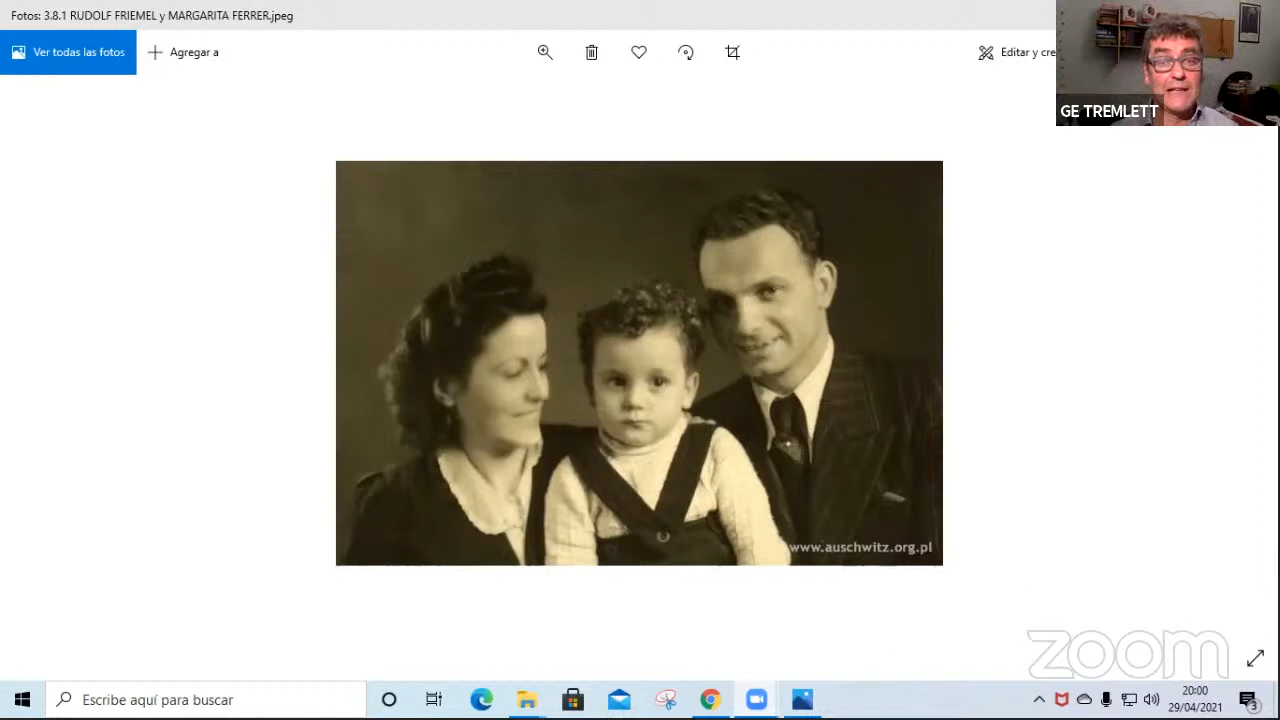 Fotos: 3.8.1 RUDOLF FRIEMEL y MARGARITA FERRER.jpeg
Ver todas las fotos
Agregar a
Editar y cre
GE TREMLETT
www.auschwitz.org.pl
zoom
Escribe aquí para buscar
20:00
29/04/2021
3